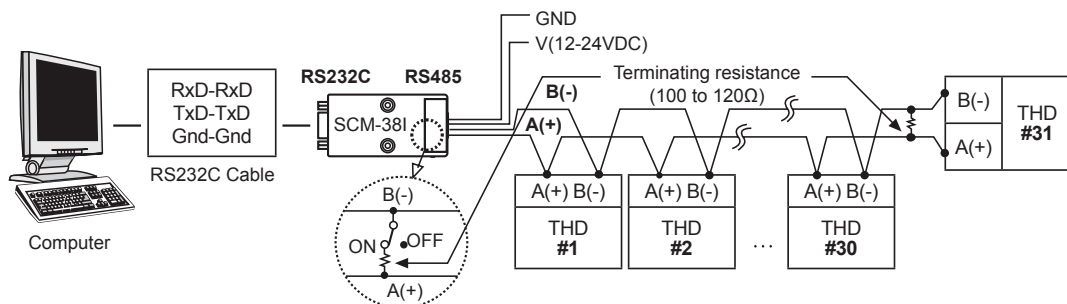 GND
V(12-24VDC)
RS232C RS485
RxD-RxD
TxD-TxD
Gnd-Gnd
RS232C Cable
Computer
SCM-38I
B(-)
A(+)
Terminating resistance
(100 to 120Ω)
B(-)
A(+)
THD
#31
A(+) B(-)
THD
#1
A(+) B(-)
THD
#2
...
A(+) B(-)
THD
#30
B(-)
ON
OFF
A(+)